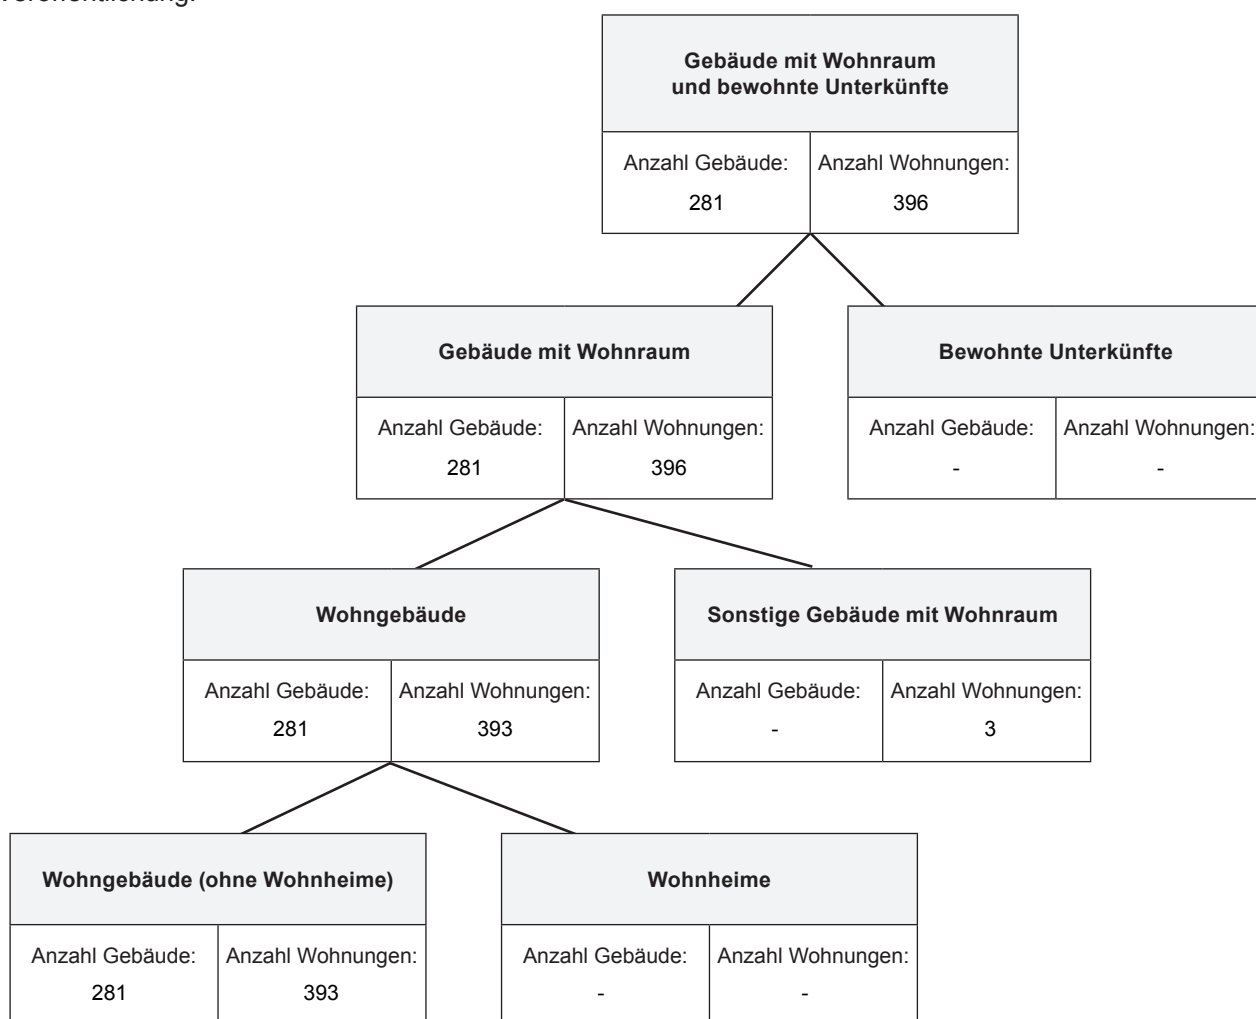 Veröffentlichung.
Gebäude mit Wohnraum
und bewohnte Unterkünfte
Anzahl Gebäude: Anzahl Wohnungen:
281 396
Gebäude mit Wohnraum Bewohnte Unterkünfte
Anzahl Gebäude: Anzahl Wohnungen: Anzahl Gebäude: Anzahl Wohnungen:
281 396 - -
Wohngebäude Sonstige Gebäude mit Wohnraum
Anzahl Gebäude: Anzahl Wohnungen: Anzahl Gebäude: Anzahl Wohnungen:
281 393 - 3
Wohngebäude (ohne Wohnheime) Wohnheime
Anzahl Gebäude: Anzahl Wohnungen: Anzahl Gebäude: Anzahl Wohnungen:
281 393 - -